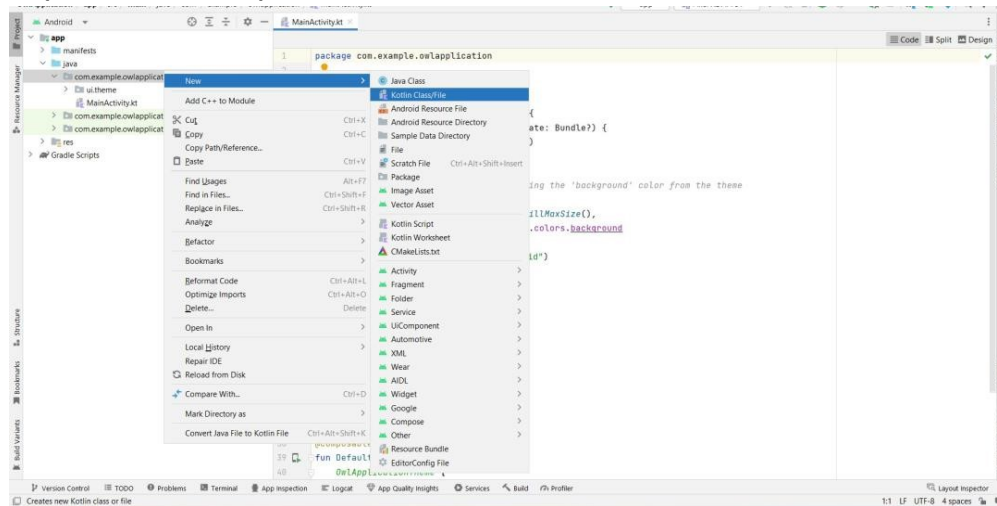 Android
MainActivity.kt
Code Split Design
Project
Resource Manager
Structure
Bookmarks
Build Variants
app
manifests
java
com.example.owlapplicat
ui.theme
MainActivity.kt
com.example.owlapplicat
com.example.owlapplicat
res
Gradle Scripts
1 package com.example.owlapplication
{
ate: Bundle?) {
)
ing the 'background' color from the theme
illMaxSize(),
.colors.background
id")
39 fun Default
40 OwlApplicationTheme {
New
Add C++ to Module
Cut Ctrl+X
Copy Ctrl+C
Copy Path/Reference...
Paste Ctrl+V
Find Usages Alt+F7
Find in Files... Ctrl+Shift+F
Replace in Files... Ctrl+Shift+R
Analyze
Refactor
Bookmarks
Reformat Code Ctrl+Alt+L
Optimize Imports Ctrl+Alt+O
Delete... Delete
Open In
Local History
Repair IDE
Reload from Disk
Compare With... Ctrl+D
Mark Directory as
Convert Java File to Kotlin File Ctrl+Alt+Shift+K
Java Class
Kotlin Class/File
Android Resource File
Android Resource Directory
Sample Data Directory
File
Scratch File Ctrl+Alt+Shift+Insert
Package
Image Asset
Vector Asset
Kotlin Script
Kotlin Worksheet
CMakeLists.txt
Activity
Fragment
Folder
Service
UiComponent
Automotive
XML
Wear
AIDL
Widget
Google
Compose
Other
Resource Bundle
EditorConfig File
Version Control TODO Problems Terminal App Inspection Logcat App Quality Insights Services Build Profiler Layout Inspector
Creates new Kotlin class or file 1:1 LF UTF-8 4 spaces